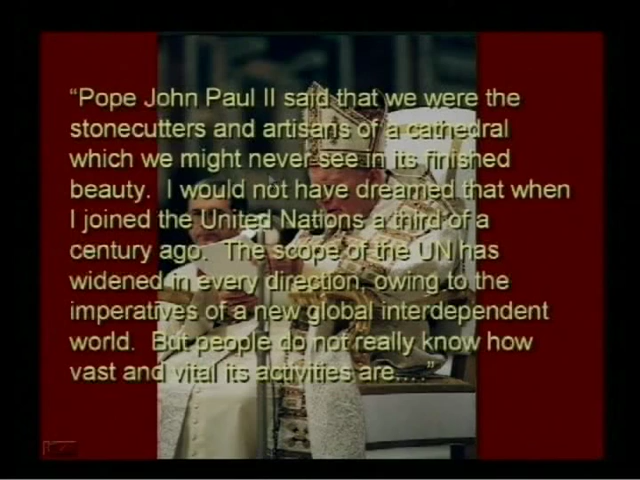 “Pope John Paul II said that we were the
stonecutters and artisans of a cathedral
which we might never see in its finished
beauty.  I would not have dreamed that when
I joined the United Nations a third of a
century ago.  The scope of the UN has
widened in every direction, owing to the
imperatives of a new global interdependent
world.  But people do not really know how
vast and vital its activities are….”